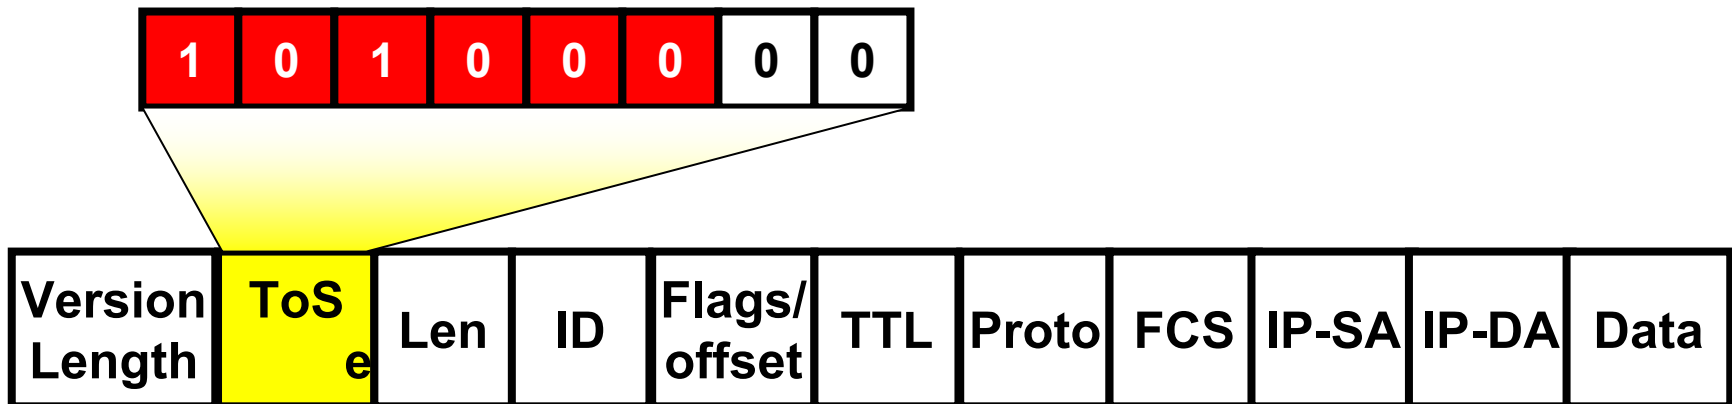 1 0 1 0 0 0 0 0
Version Length ToS e Len ID Flags/ offset TTL Proto FCS IP-SA IP-DA Data